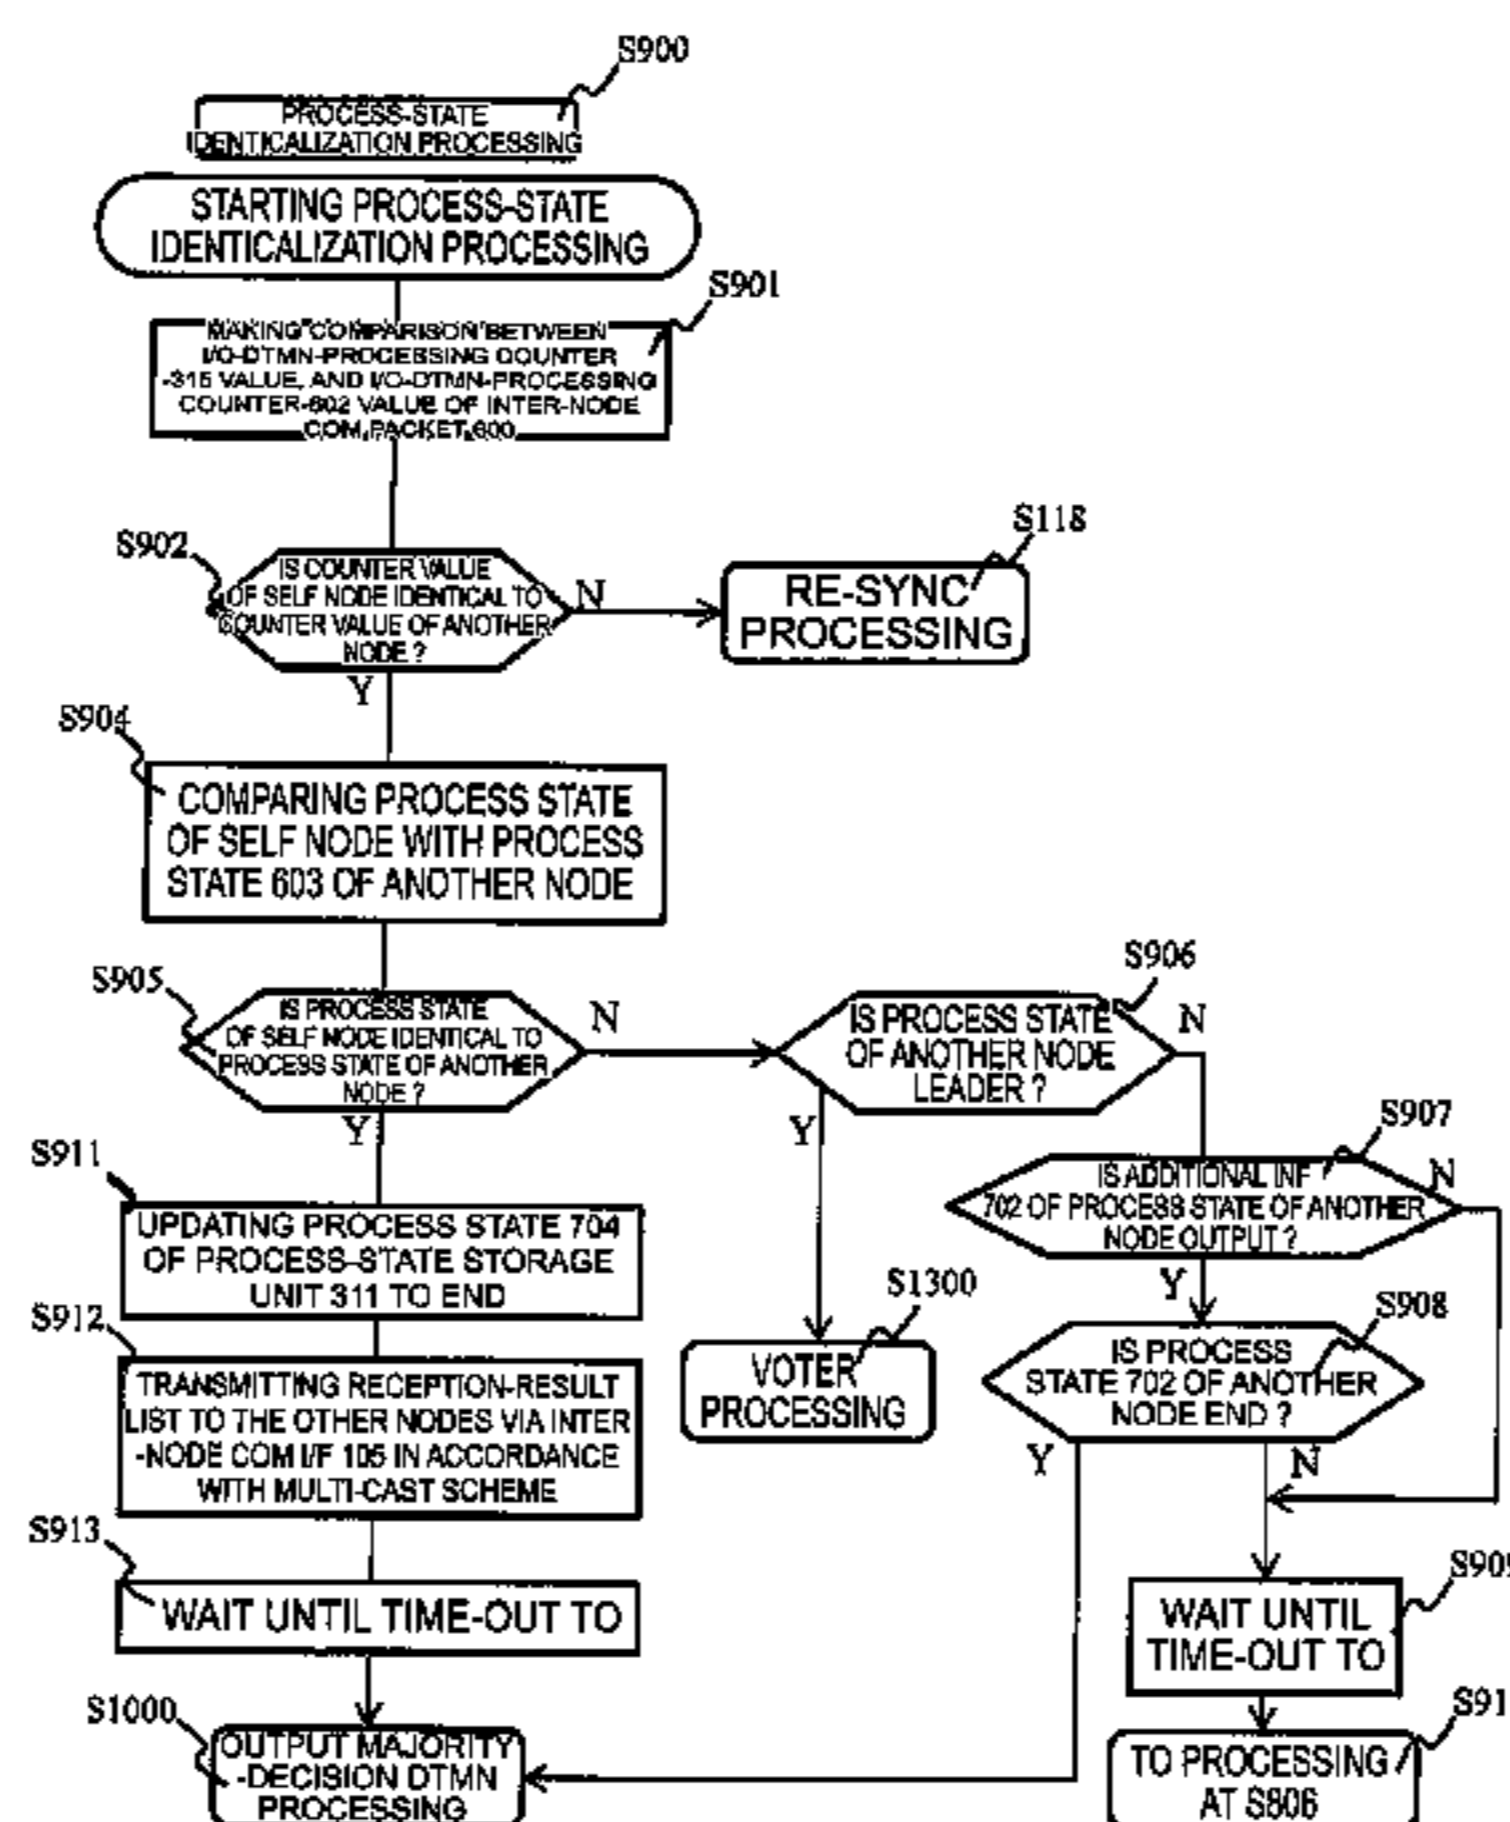 S900
PROCESS-STATE
IDENTICALIZATION PROCESSING
STARTING PROCESS-STATE
IDENTICALIZATION PROCESSING
S901
MAKING COMPARISON BETWEEN
I/O-DTMN-PROCESSING COUNTER
-315 VALUE, AND I/O-DTMN-PROCESSING
COUNTER-602 VALUE OF INTER-NODE
COM.PACKET 600
S902
IS COUNTER VALUE
OF SELF NODE IDENTICAL TO
COUNTER VALUE OF ANOTHER
NODE ?
N
Y
S118
RE-SYNC
PROCESSING
S904
COMPARING PROCESS STATE
OF SELF NODE WITH PROCESS
STATE 603 OF ANOTHER NODE
S905
IS PROCESS STATE
OF SELF NODE IDENTICAL TO
PROCESS STATE OF ANOTHER
NODE ?
N
Y
S906
IS PROCESS STATE
OF ANOTHER NODE
LEADER ?
N
Y
S907
IS ADDITIONAL INF
702 OF PROCESS STATE OF ANOTHER
NODE OUTPUT ?
N
Y
S908
IS PROCESS
STATE 702 OF ANOTHER
NODE END ?
Y
N
S911
UPDATING PROCESS STATE 704
OF PROCESS-STATE STORAGE
UNIT 311 TO END
S1300
VOTER
PROCESSING
S912
TRANSMITTING RECEPTION-RESULT
LIST TO THE OTHER NODES VIA INTER
-NODE COM I/F 105 IN ACCORDANCE
WITH MULTI-CAST SCHEME
S913
WAIT UNTIL TIME-OUT TO
S909
WAIT UNTIL
TIME-OUT TO
S1000
OUTPUT MAJORITY
-DECISION DTMN
PROCESSING
S91
TO PROCESSING
AT S806